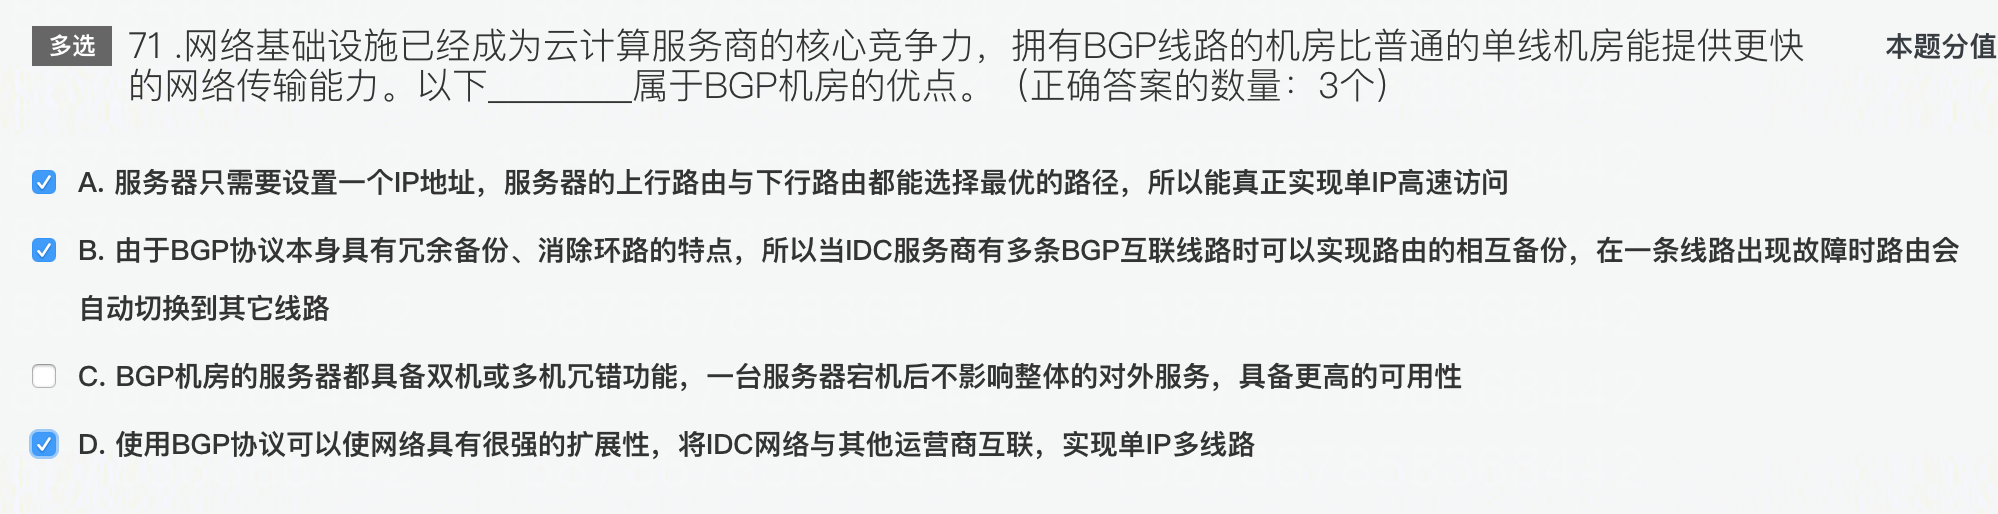 多选 71 .网络基础设施已经成为云计算服务商的核心竞争力，拥有BGP线路的机房比普通的单线机房能提供更快 本题分值
的网络传输能力。以下________属于BGP机房的优点。（正确答案的数量：3个）
A. 服务器只需要设置一个IP地址，服务器的上行路由与下行路由都能选择最优的路径，所以能真正实现单IP高速访问
B. 由于BGP协议本身具有冗余备份、消除环路的特点，所以当IDC服务商有多条BGP互联线路时可以实现路由的相互备份，在一条线路出现故障时路由会
自动切换到其它线路
C. BGP机房的服务器都具备双机或多机冗错功能，一台服务器宕机后不影响整体的对外服务，具备更高的可用性
D. 使用BGP协议可以使网络具有很强的扩展性，将IDC网络与其他运营商互联，实现单IP多线路